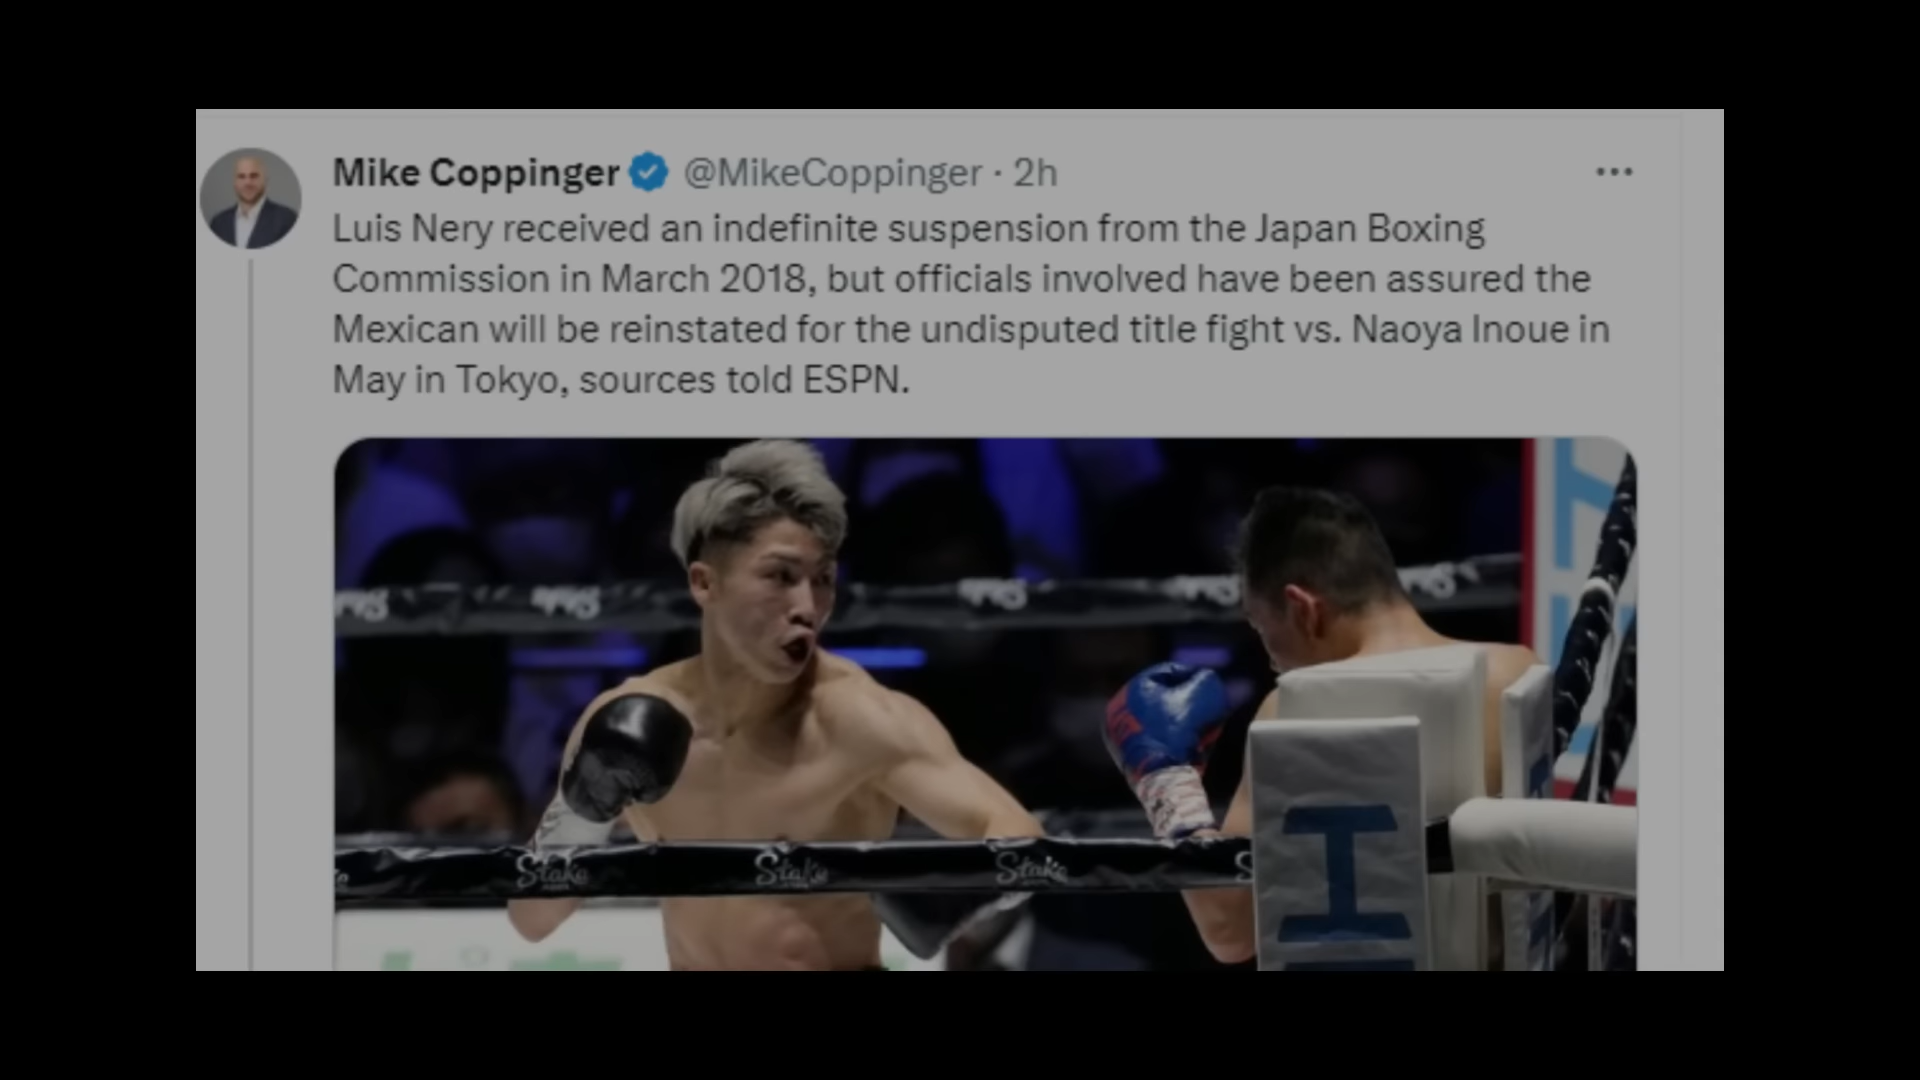 Mike Coppinger @MikeCoppinger · 2h
Luis Nery received an indefinite suspension from the Japan Boxing
Commission in March 2018, but officials involved have been assured the
Mexican will be reinstated for the undisputed title fight vs. Naoya Inoue in
May in Tokyo, sources told ESPN.
Stake Stake Stake